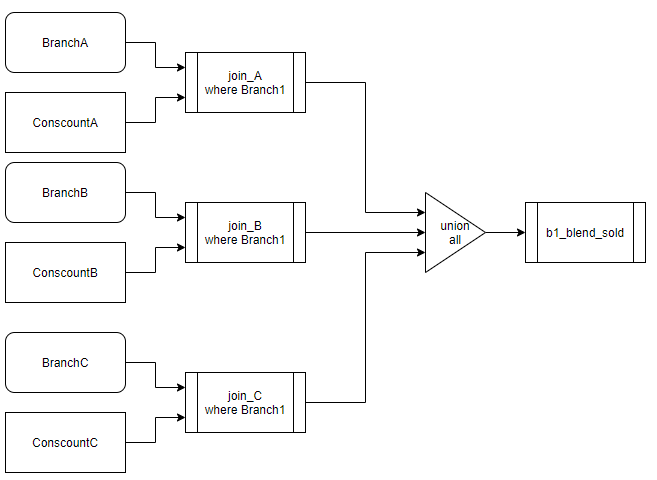 BranchA
ConscountA
join_A
where Branch1
BranchB
ConscountB
join_B
where Branch1
union
all
b1_blend_sold
BranchC
ConscountC
join_C
where Branch1